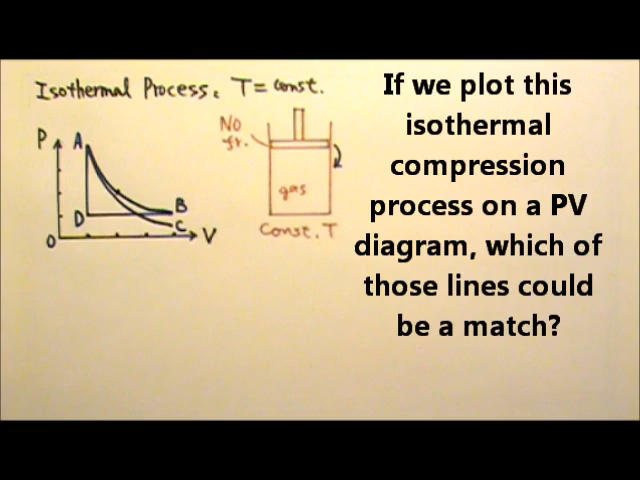 Isothermal Process: T = const.
P
A
B
D
C
O
V
No
fr.
gas
Const. T
If we plot this
isothermal
compression
process on a PV
diagram, which of
those lines could
be a match?